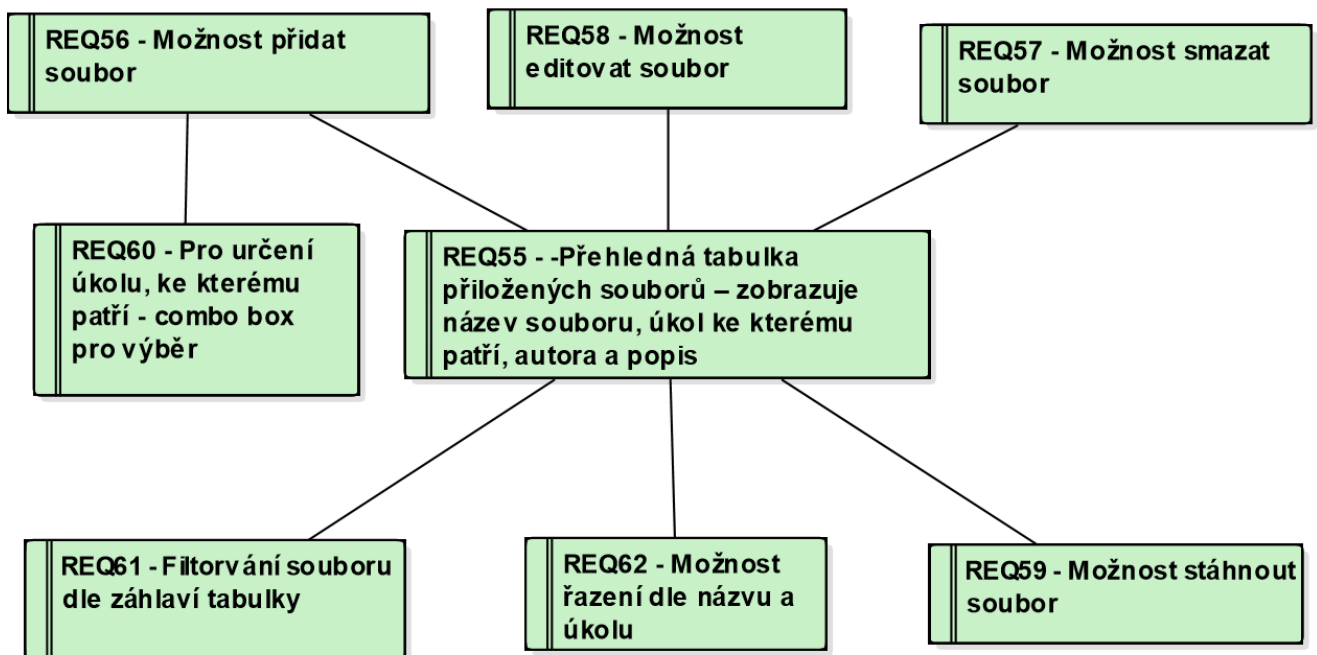 REQ56 - Možnost přidat
soubor
REQ58 - Možnost
editovat soubor
REQ57 - Možnost smazat
soubor
REQ60 - Pro určení
úkolu, ke kterému
patří - combo box
pro výběr
REQ55 - -Přehledná tabulka
přiložených souborů – zobrazuje
název souboru, úkol ke kterému
patří, autora a popis
REQ61 - Filtorvání souboru
dle záhlaví tabulky
REQ62 - Možnost
řazení dle názvu a
úkolu
REQ59 - Možnost stáhnout
soubor